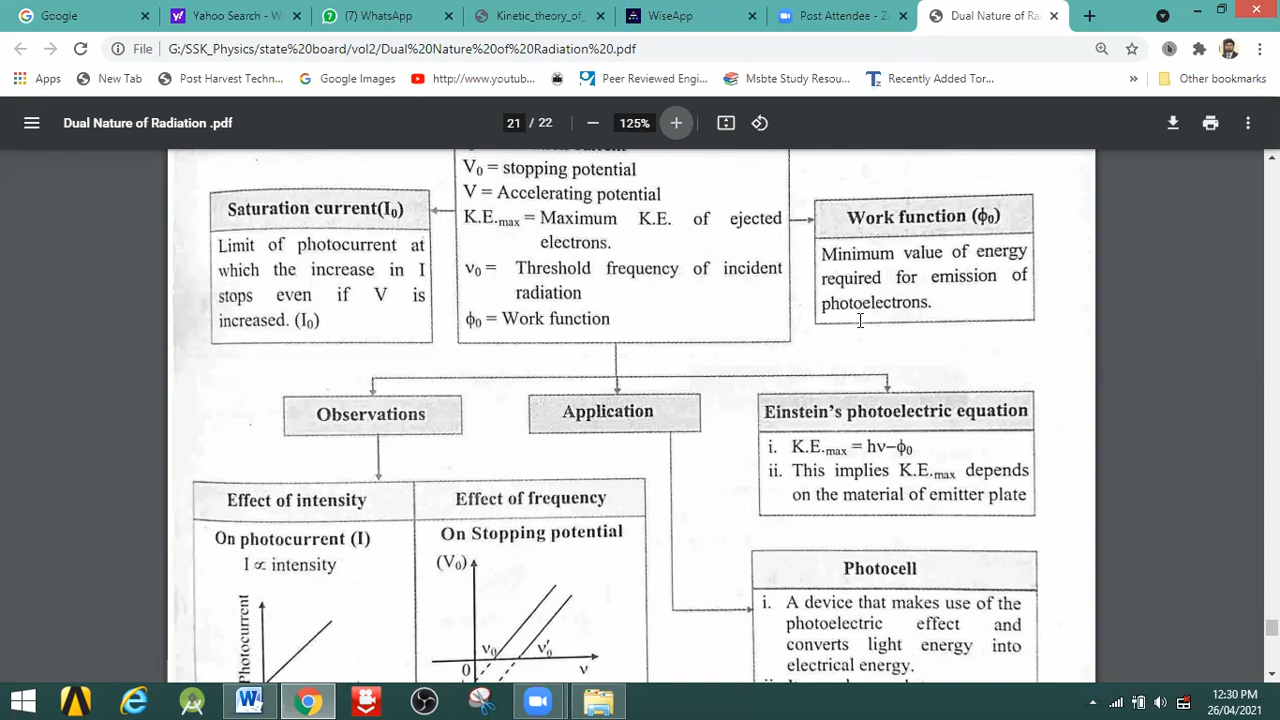 Google
Yahoo Search - W
(7) WhatsApp
Kinetic_theory_of_
WiseApp
Post Attendee - Z
Dual Nature of Ra
File
G:/SSK_Physics/state%20board/vol2/Dual%20Nature%20of%20Radiation%20.pdf
Apps
New Tab
Post Harvest Techn...
Google Images
http://www.youtub...
Peer Reviewed Engi...
Msbte Study Resou...
Recently Added Tor...
»
Other bookmarks
Dual Nature of Radiation .pdf
21 / 22
125%
V₀ = stopping potential
V = Accelerating potential
K.E.max = Maximum K.E. of ejected
electrons.
ν₀ = Threshold frequency of incident
radiation
ϕ₀ = Work function
Saturation current(I₀)
Limit of photocurrent at
which the increase in I
stops even if V is
increased. (I₀)
Work function (ϕ₀)
Minimum value of energy
required for emission of
photoelectrons.
Observations
Application
Einstein's photoelectric equation
i. K.E.max = hν–ϕ₀
ii. This implies K.E.max depends
on the material of emitter plate
Effect of intensity
Effect of frequency
On photocurrent (I)
I ∝ intensity
Photocurrent
On Stopping potential
(V₀)
ν₀
ν₀′
0
ν
Photocell
i. A device that makes use of the
photoelectric effect and
converts light energy into
electrical energy.
12:30 PM
26/04/2021